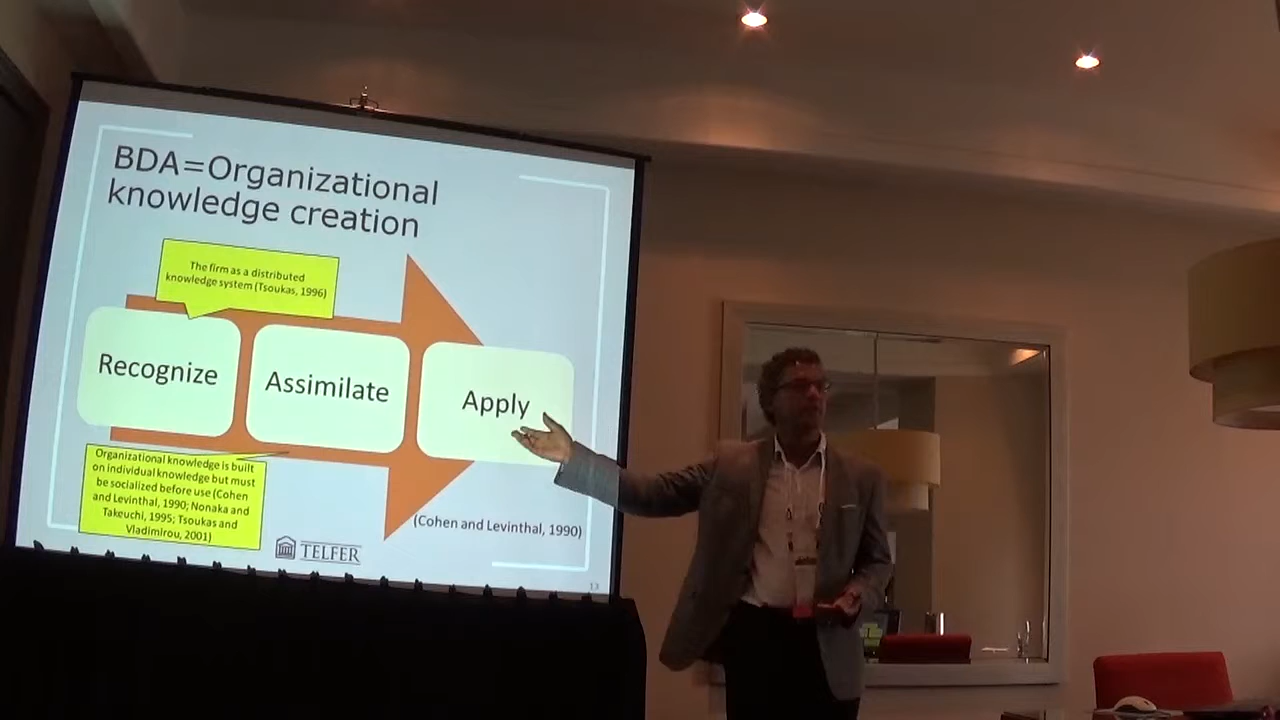 BDA=Organizational
knowledge creation
The firm as a distributed
knowledge system (Tsoukas, 1996)
Recognize
Assimilate
Apply
Organizational knowledge is built
on individual knowledge but must
be socialized before use (Cohen
and Levinthal, 1990; Nonaka and
Takeuchi, 1995; Tsoukas and
Vladimirou, 2001)
(Cohen and Levinthal, 1990)
TELFER
13